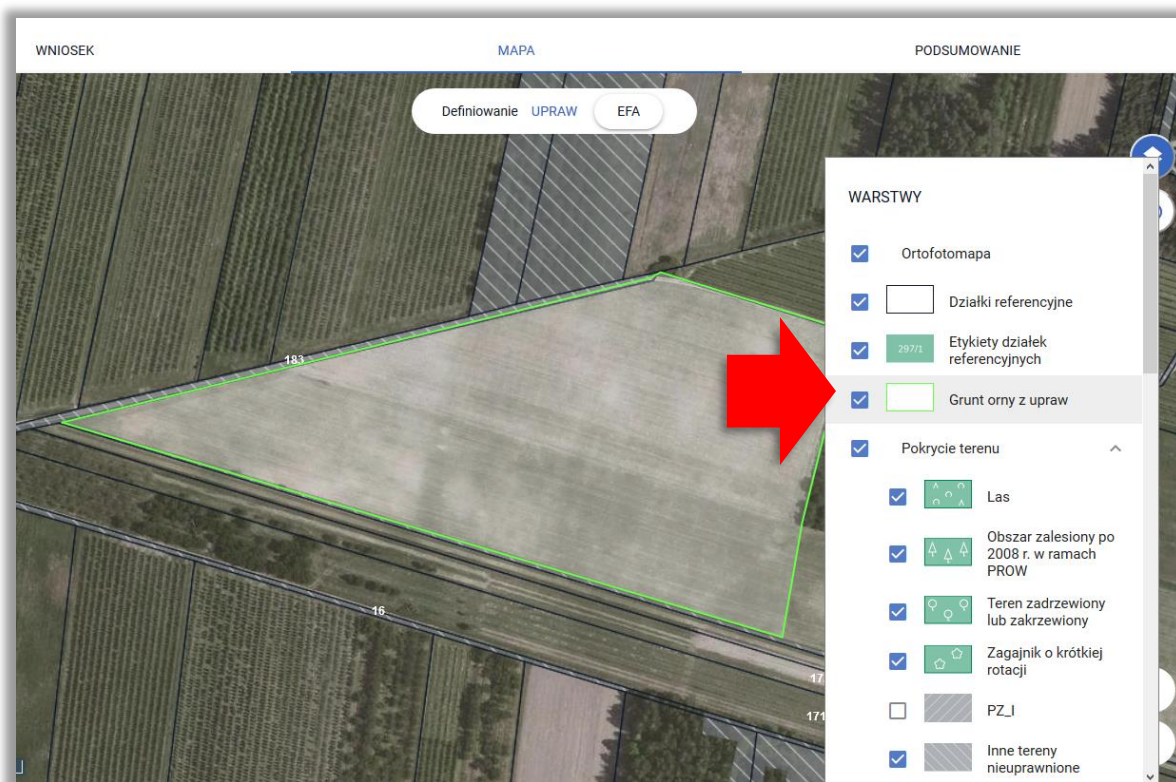 WNIOSEK MAPA PODSUMOWANIE
Definiowanie UPRAW EFA
WARSTWY
Ortofotomapa
Działki referencyjne
297/1 Etykiety działek
referencyjnych
Grunt orny z upraw
Pokrycie terenu
Las
Obszar zalesiony po
2008 r. w ramach
PROW
Teren zadrzewiony
lub zakrzewiony
Zagajnik o krótkiej
rotacji
PZ_I
Inne tereny
nieuprawnione
183
16
17
171